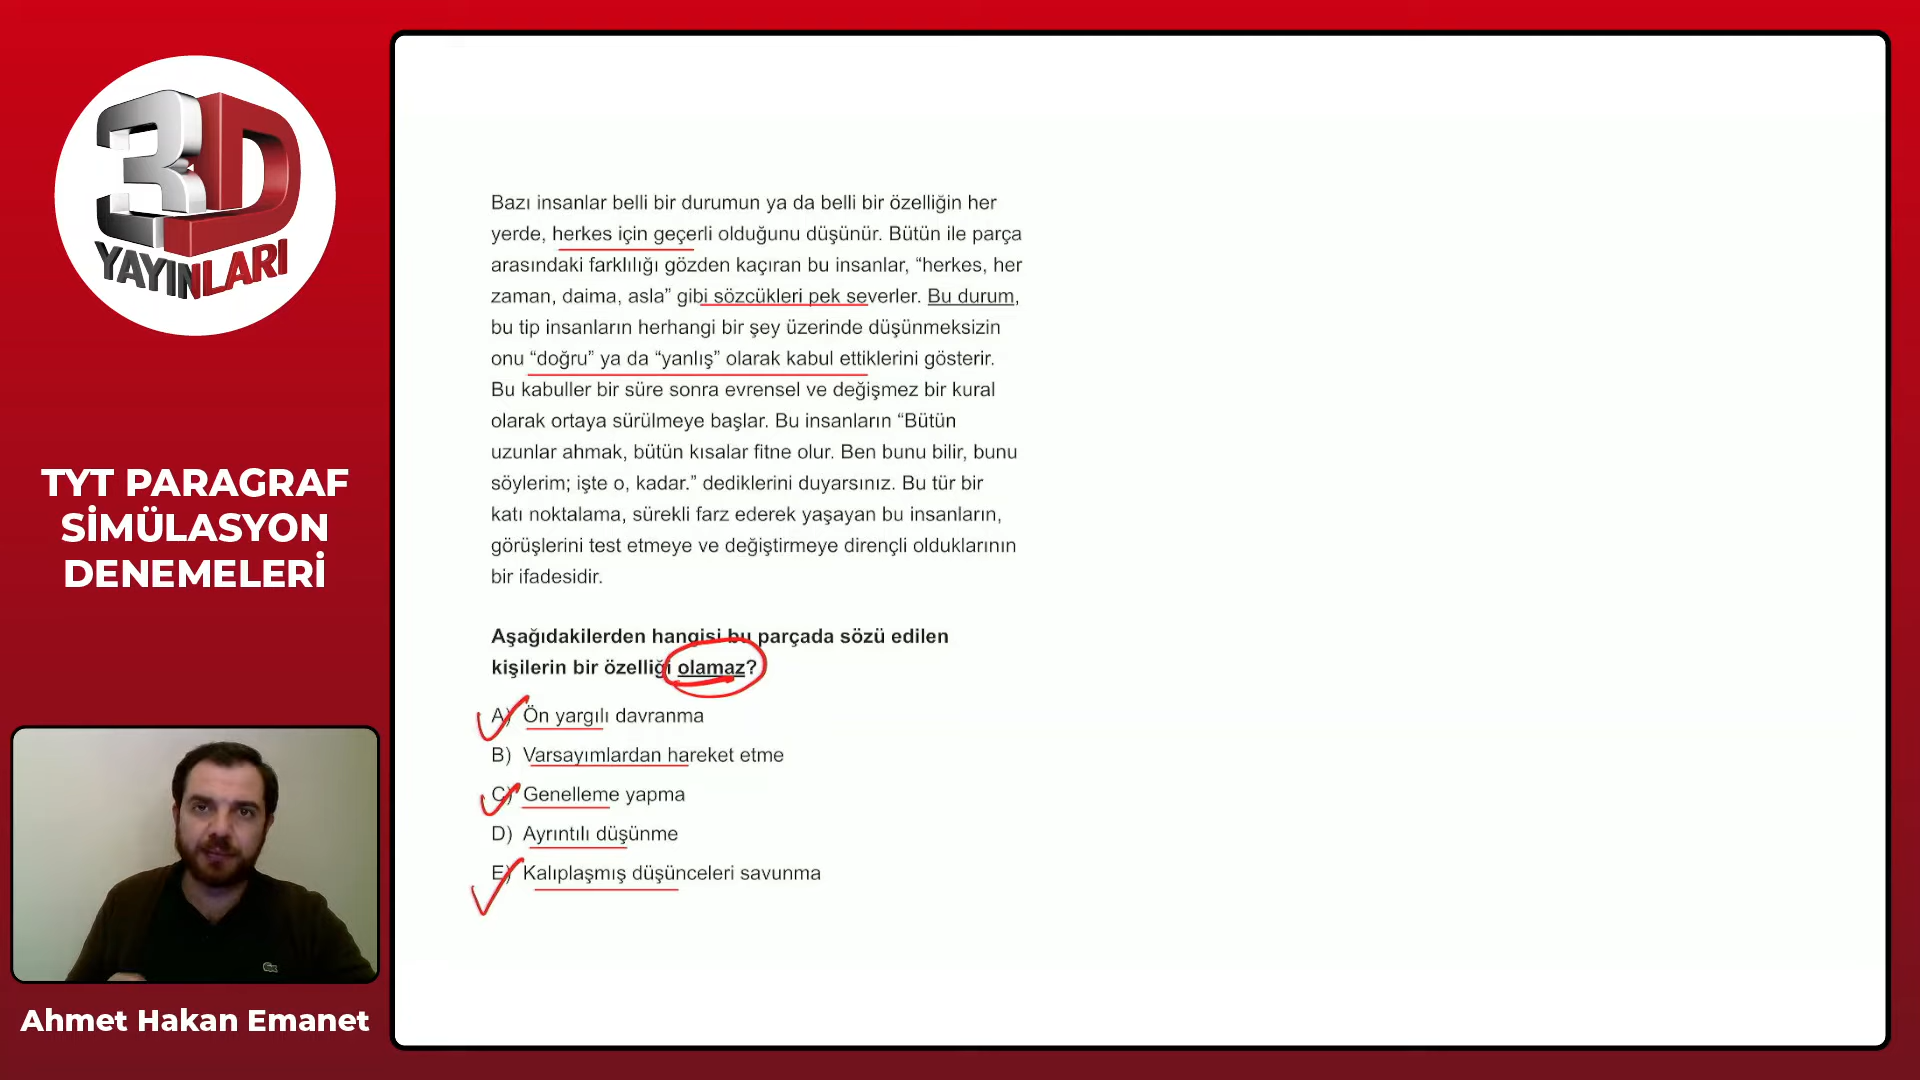 3D
YAYINLARI
TYT PARAGRAF
SİMÜLASYON
DENEMELERİ
Ahmet Hakan Emanet
Bazı insanlar belli bir durumun ya da belli bir özelliğin her
yerde, herkes için geçerli olduğunu düşünür. Bütün ile parça
arasındaki farklılığı gözden kaçıran bu insanlar, “herkes, her
zaman, daima, asla” gibi sözcükleri pek severler. Bu durum,
bu tip insanların herhangi bir şey üzerinde düşünmeksizin
onu “doğru” ya da “yanlış” olarak kabul ettiklerini gösterir.
Bu kabuller bir süre sonra evrensel ve değişmez bir kural
olarak ortaya sürülmeye başlar. Bu insanların “Bütün
uzunlar ahmak, bütün kısalar fitne olur. Ben bunu bilir, bunu
söylerim; işte o, kadar.” dediklerini duyarsınız. Bu tür bir
katı noktalama, sürekli farz ederek yaşayan bu insanların,
görüşlerini test etmeye ve değiştirmeye dirençli olduklarının
bir ifadesidir.
Aşağıdakilerden hangisi bu parçada sözü edilen
kişilerin bir özelliği olamaz?
A) Ön yargılı davranma
B) Varsayımlardan hareket etme
C) Genelleme yapma
D) Ayrıntılı düşünme
E) Kalıplaşmış düşünceleri savunma